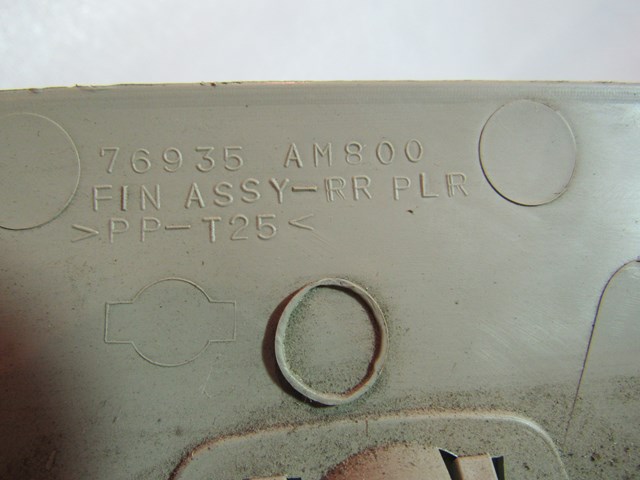 76935 AM800
FIN ASSY-RR PLR
>PP-T25<